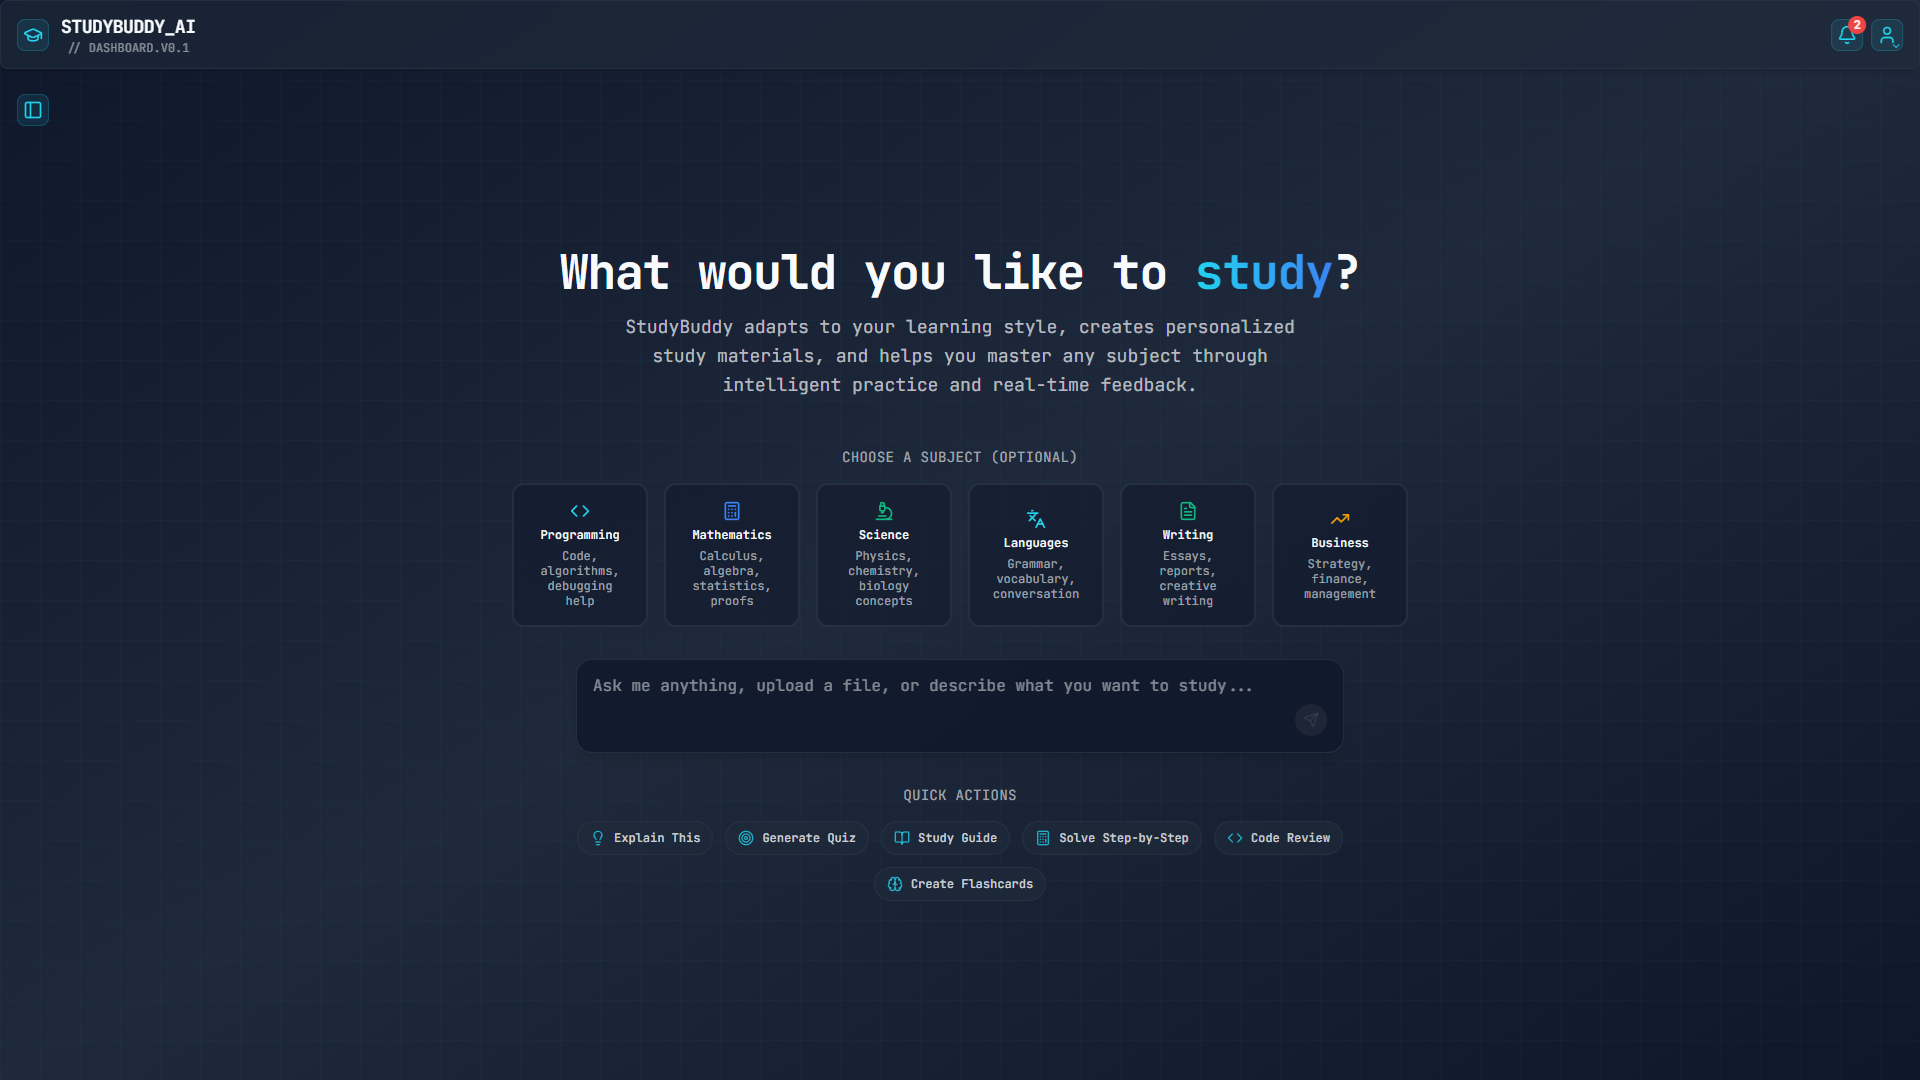 STUDYBUDDY_AI
// DASHBOARD.V0.1
2
What would you like to study?
StudyBuddy adapts to your learning style, creates personalized
study materials, and helps you master any subject through
intelligent practice and real-time feedback.
CHOOSE A SUBJECT (OPTIONAL)
Programming
Code,
algorithms,
debugging
help
Mathematics
Calculus,
algebra,
statistics,
proofs
Science
Physics,
chemistry,
biology
concepts
Languages
Grammar,
vocabulary,
conversation
Writing
Essays,
reports,
creative
writing
Business
Strategy,
finance,
management
Ask me anything, upload a file, or describe what you want to study...
QUICK ACTIONS
Explain This
Generate Quiz
Study Guide
Solve Step-by-Step
Code Review
Create Flashcards